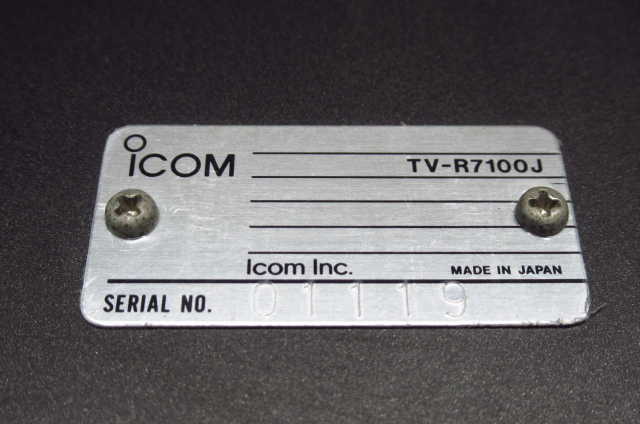 ICOM
TV-R7100J
Icom Inc.
MADE IN JAPAN
SERIAL NO. 01119